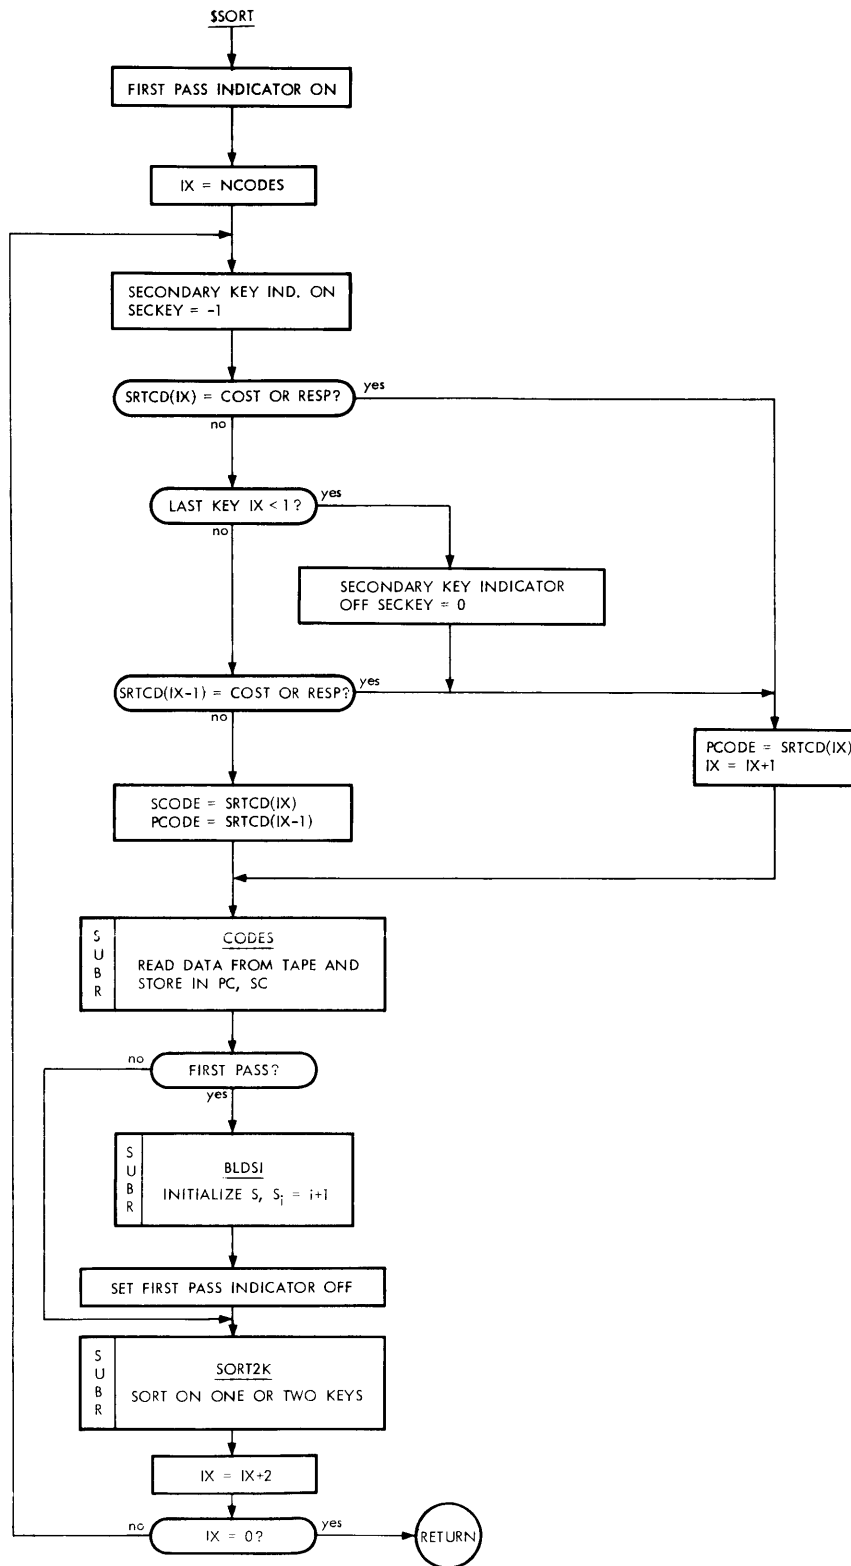 $SORT
FIRST PASS INDICATOR ON
IX = NCODES
SECONDARY KEY IND. ON
SECKEY = -1
SRTCD(IX) = COST OR RESP?
yes
no
LAST KEY IX < 1?
yes
no
SECONDARY KEY INDICATOR
OFF SECKEY = 0
SRTCD(IX-1) = COST OR RESP?
yes
no
PCODE = SRTCD(IX)
IX = IX+1
SCODE = SRTCD(IX)
PCODE = SRTCD(IX-1)
SUBR
CODES
READ DATA FROM TAPE AND
STORE IN PC, SC
no
FIRST PASS?
yes
SUBR
BLDSI
INITIALIZE S, Si = i+1
SET FIRST PASS INDICATOR OFF
SUBR
SORT2K
SORT ON ONE OR TWO KEYS
IX = IX+2
no
IX = 0?
yes
RETURN